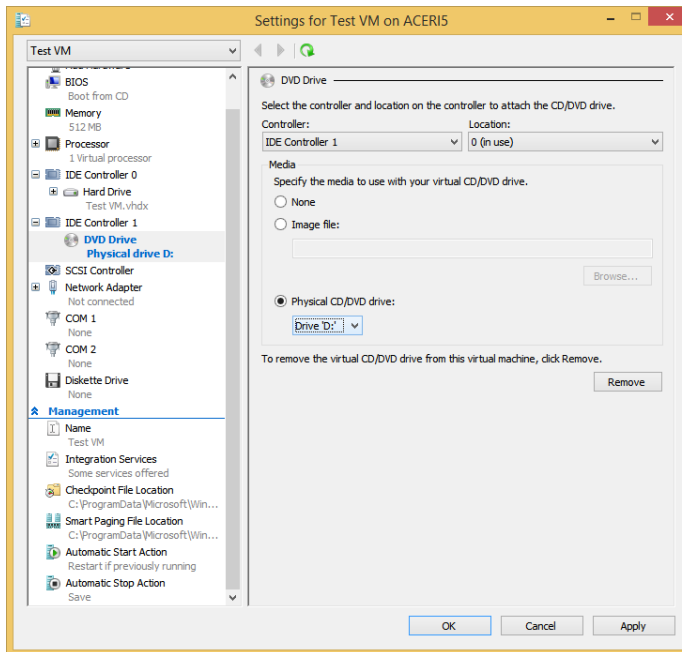 Settings for Test VM on ACERI5
Test VM
BIOS
Boot from CD
Memory
512 MB
Processor
1 Virtual processor
IDE Controller 0
Hard Drive
Test VM.vhdx
IDE Controller 1
DVD Drive
Physical drive D:
SCSI Controller
Network Adapter
Not connected
COM 1
None
COM 2
None
Diskette Drive
None
Management
Name
Test VM
Integration Services
Some services offered
Checkpoint File Location
C:\ProgramData\Microsoft\Win...
Smart Paging File Location
C:\ProgramData\Microsoft\Win...
Automatic Start Action
Restart if previously running
Automatic Stop Action
Save
DVD Drive
Select the controller and location on the controller to attach the CD/DVD drive.
Controller: Location:
IDE Controller 1 0 (in use)
Media
Specify the media to use with your virtual CD/DVD drive.
None
Image file:
Browse...
Physical CD/DVD drive:
Drive 'D:'
To remove the virtual CD/DVD drive from this virtual machine, click Remove.
Remove
OK Cancel Apply